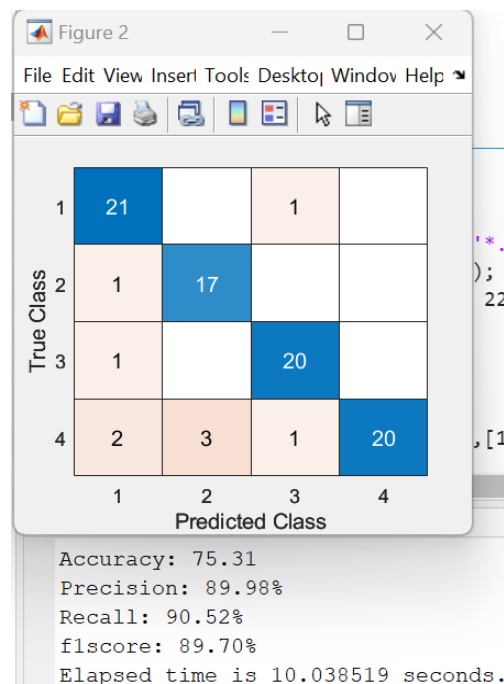 Figure 2
File Edit View Insert Tools Desktop Window Help
1 21 1
'*.
2 1 17
);
22
True Class
3 1 20
4 2 3 1 20
,[1
1 2 3 4
Predicted Class
Accuracy: 75.31
Precision: 89.98%
Recall: 90.52%
f1score: 89.70%
Elapsed time is 10.038519 seconds.